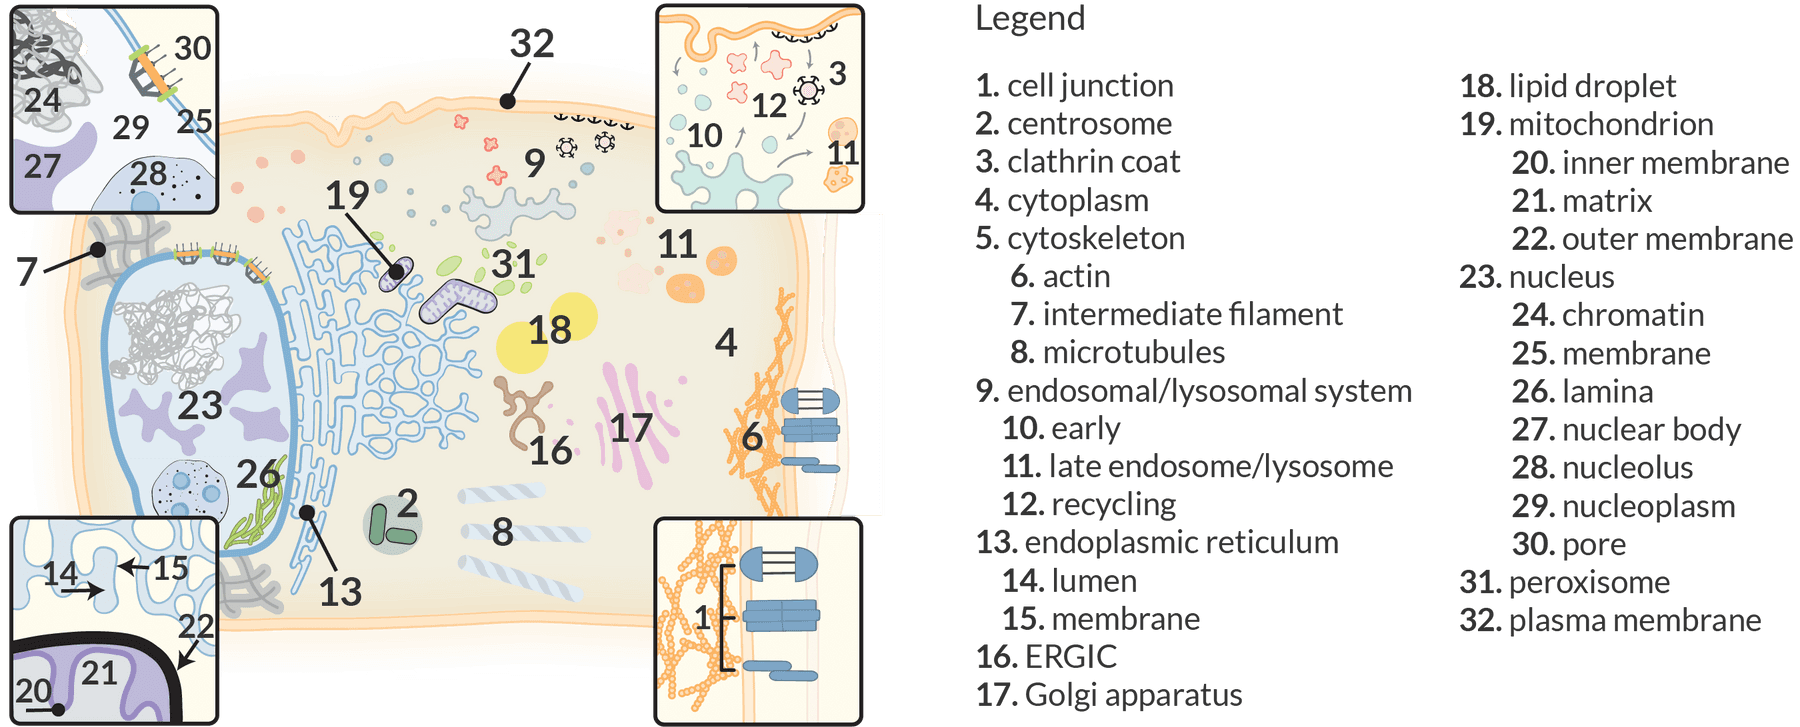 30
24
29
25
27
28
32
3
12
10
11
9
19
7
31
11
18
4
23
17
6
16
26
2
8
13
14
15
22
21
20
1
Legend
1. cell junction
2. centrosome
3. clathrin coat
4. cytoplasm
5. cytoskeleton
6. actin
7. intermediate filament
8. microtubules
9. endosomal/lysosomal system
10. early
11. late endosome/lysosome
12. recycling
13. endoplasmic reticulum
14. lumen
15. membrane
16. ERGIC
17. Golgi apparatus
18. lipid droplet
19. mitochondrion
20. inner membrane
21. matrix
22. outer membrane
23. nucleus
24. chromatin
25. membrane
26. lamina
27. nuclear body
28. nucleolus
29. nucleoplasm
30. pore
31. peroxisome
32. plasma membrane